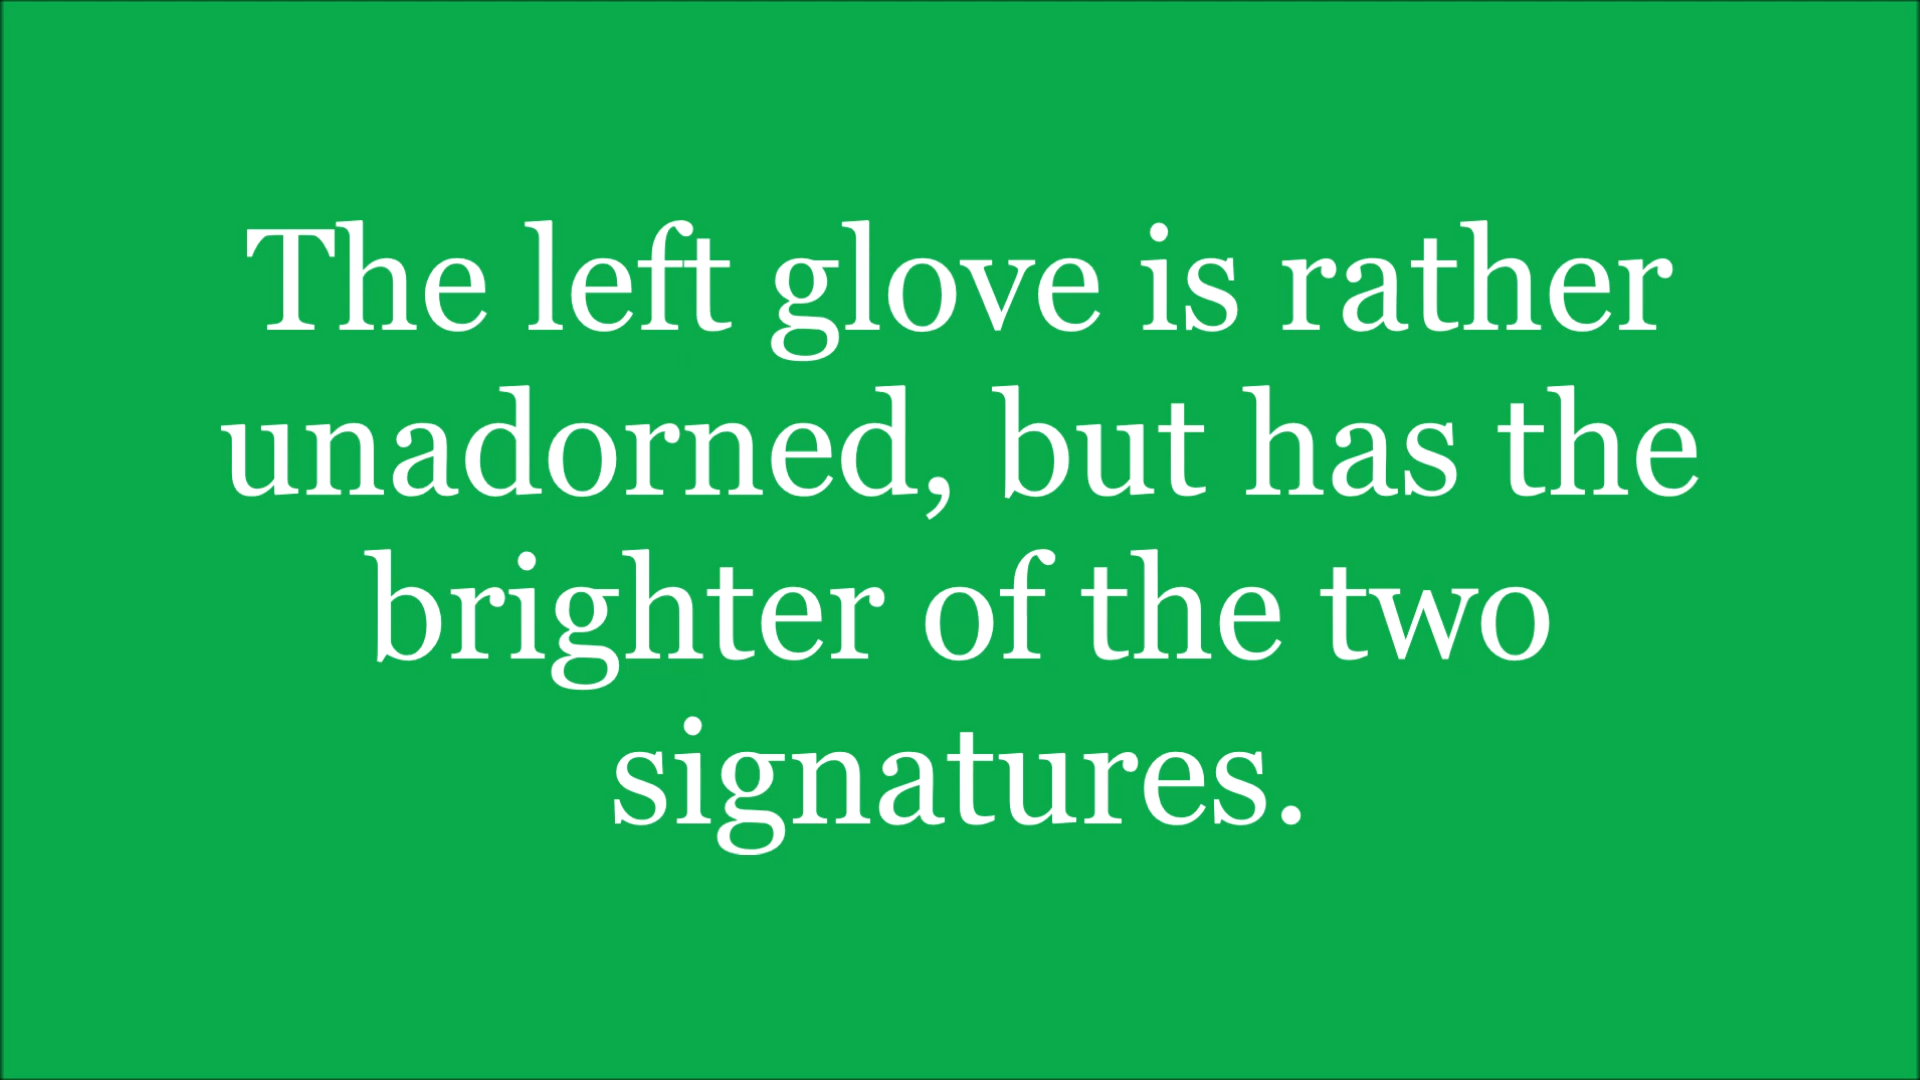 The left glove is rather
unadorned, but has the
brighter of the two
signatures.